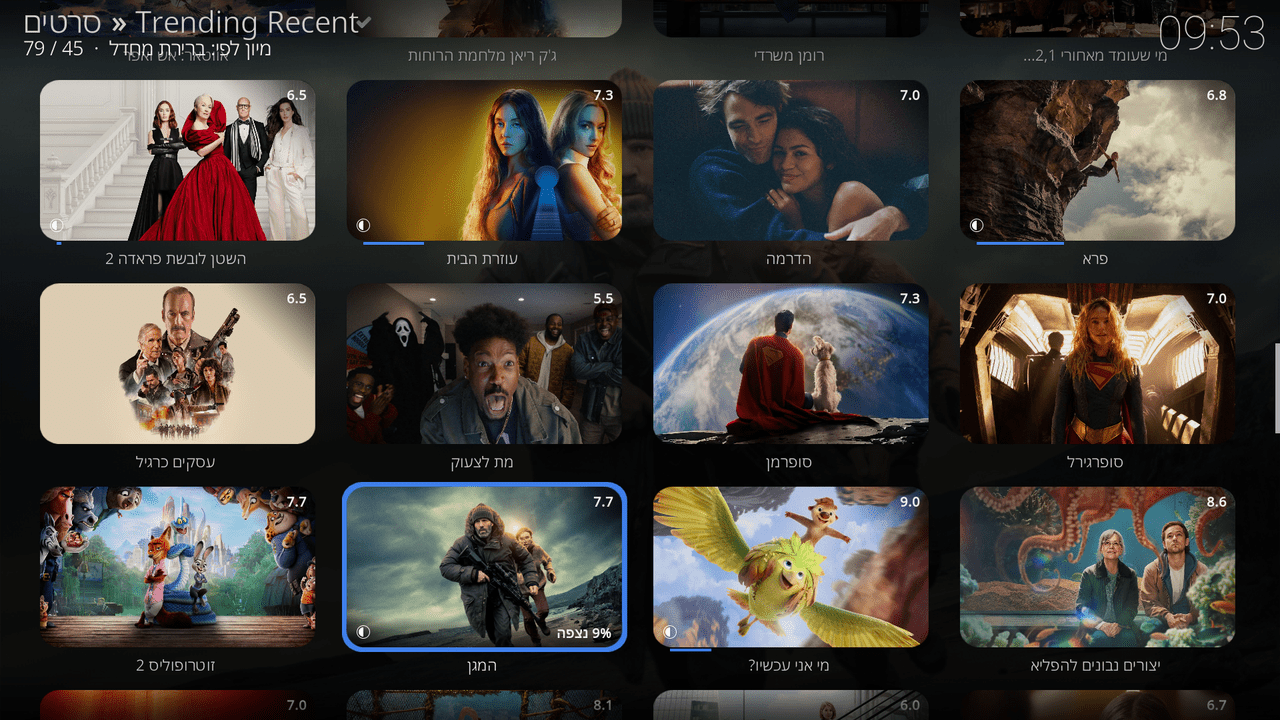 סרטים » Trending Recent
מיון לפי: ברירת מחדל · 45 / 79
09:53
אווטאר: אש ואפר
ג'ק ריאן מלחמת הרוחות
רומן משרדי
מי שעומד מאחורי 2,1...
6.5
7.3
7.0
6.8
השטן לובשת פראדה 2
עוזרת הבית
הדרמה
פרא
6.5
5.5
7.3
7.0
עסקים כרגיל
מת לצעוק
סופרמן
סופרגירל
7.7
7.7
9.0
8.6
9% נצפה
זוטרופוליס 2
המגן
מי אני עכשיו?
יצורים נבונים להפליא
7.0
8.1
6.0
6.7